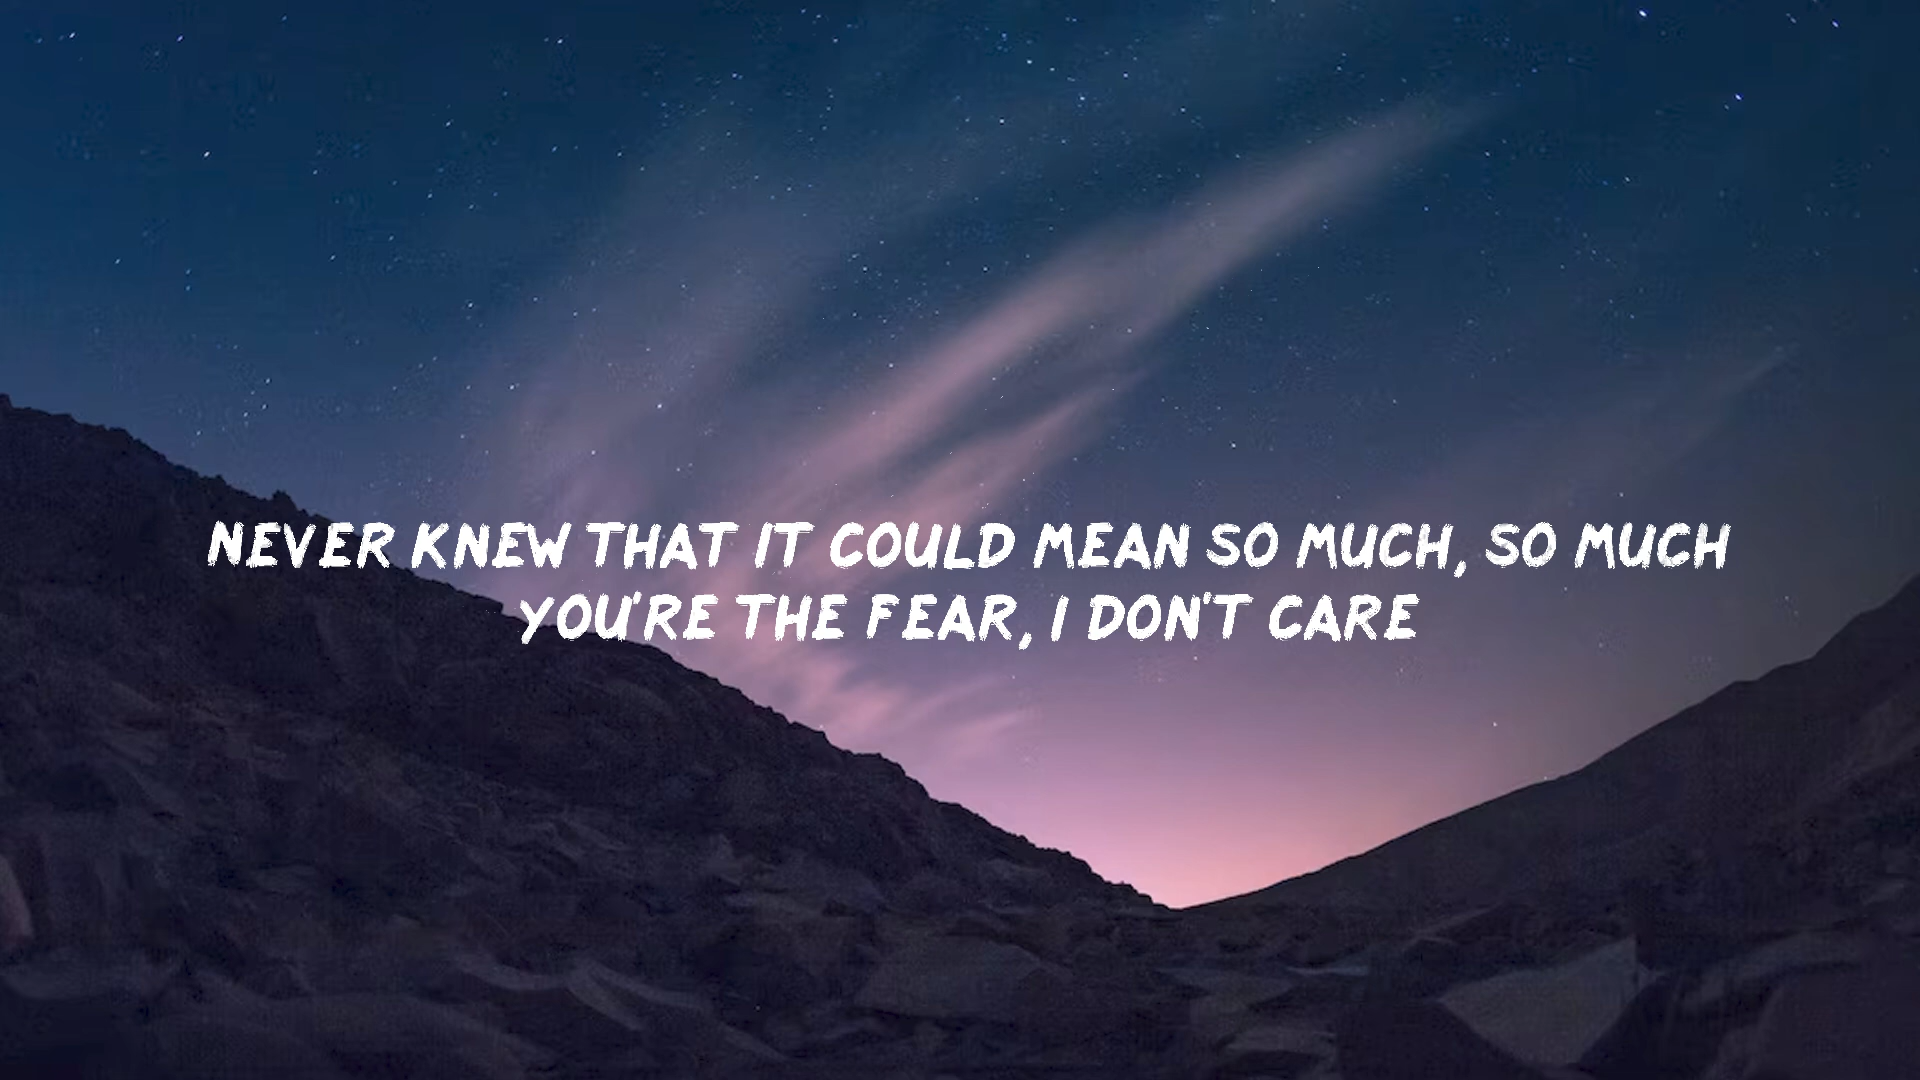 NEVER KNEW THAT IT COULD MEAN SO MUCH, SO MUCH
YOU'RE THE FEAR, I DON'T CARE